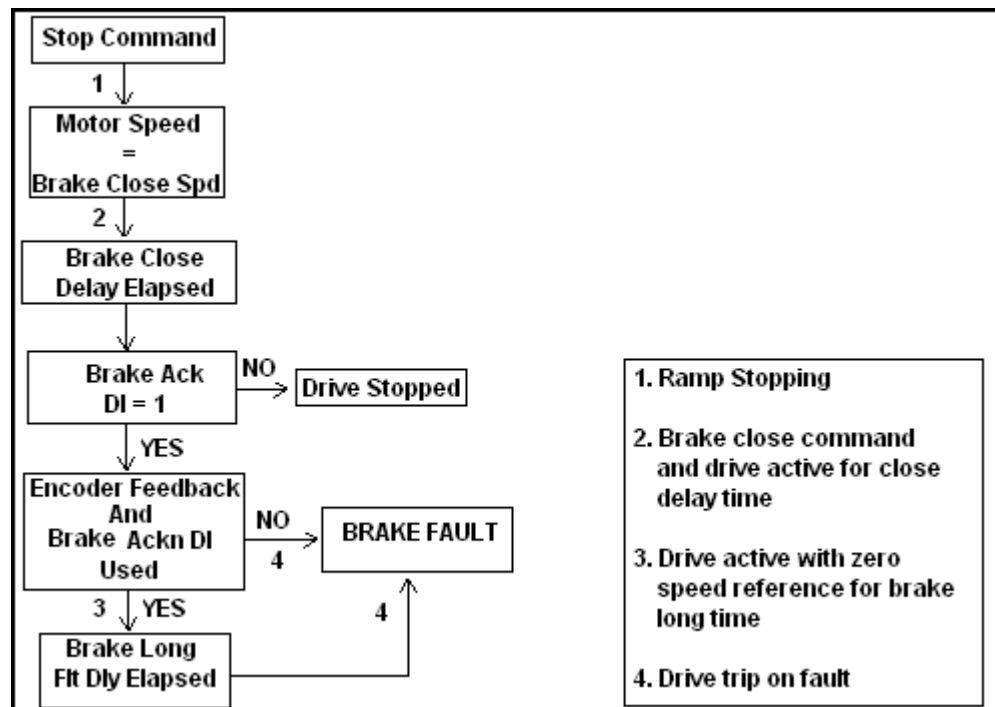 Stop Command
1
Motor Speed
=
Brake Close Spd
2
Brake Close
Delay Elapsed
Brake Ack
DI = 1
NO
Drive Stopped
YES
Encoder Feedback
And
Brake Ackn DI
Used
NO
4
BRAKE FAULT
3 YES
4
Brake Long
Flt Dly Elapsed
1. Ramp Stopping
2. Brake close command
and drive active for close
delay time
3. Drive active with zero
speed reference for brake
long time
4. Drive trip on fault